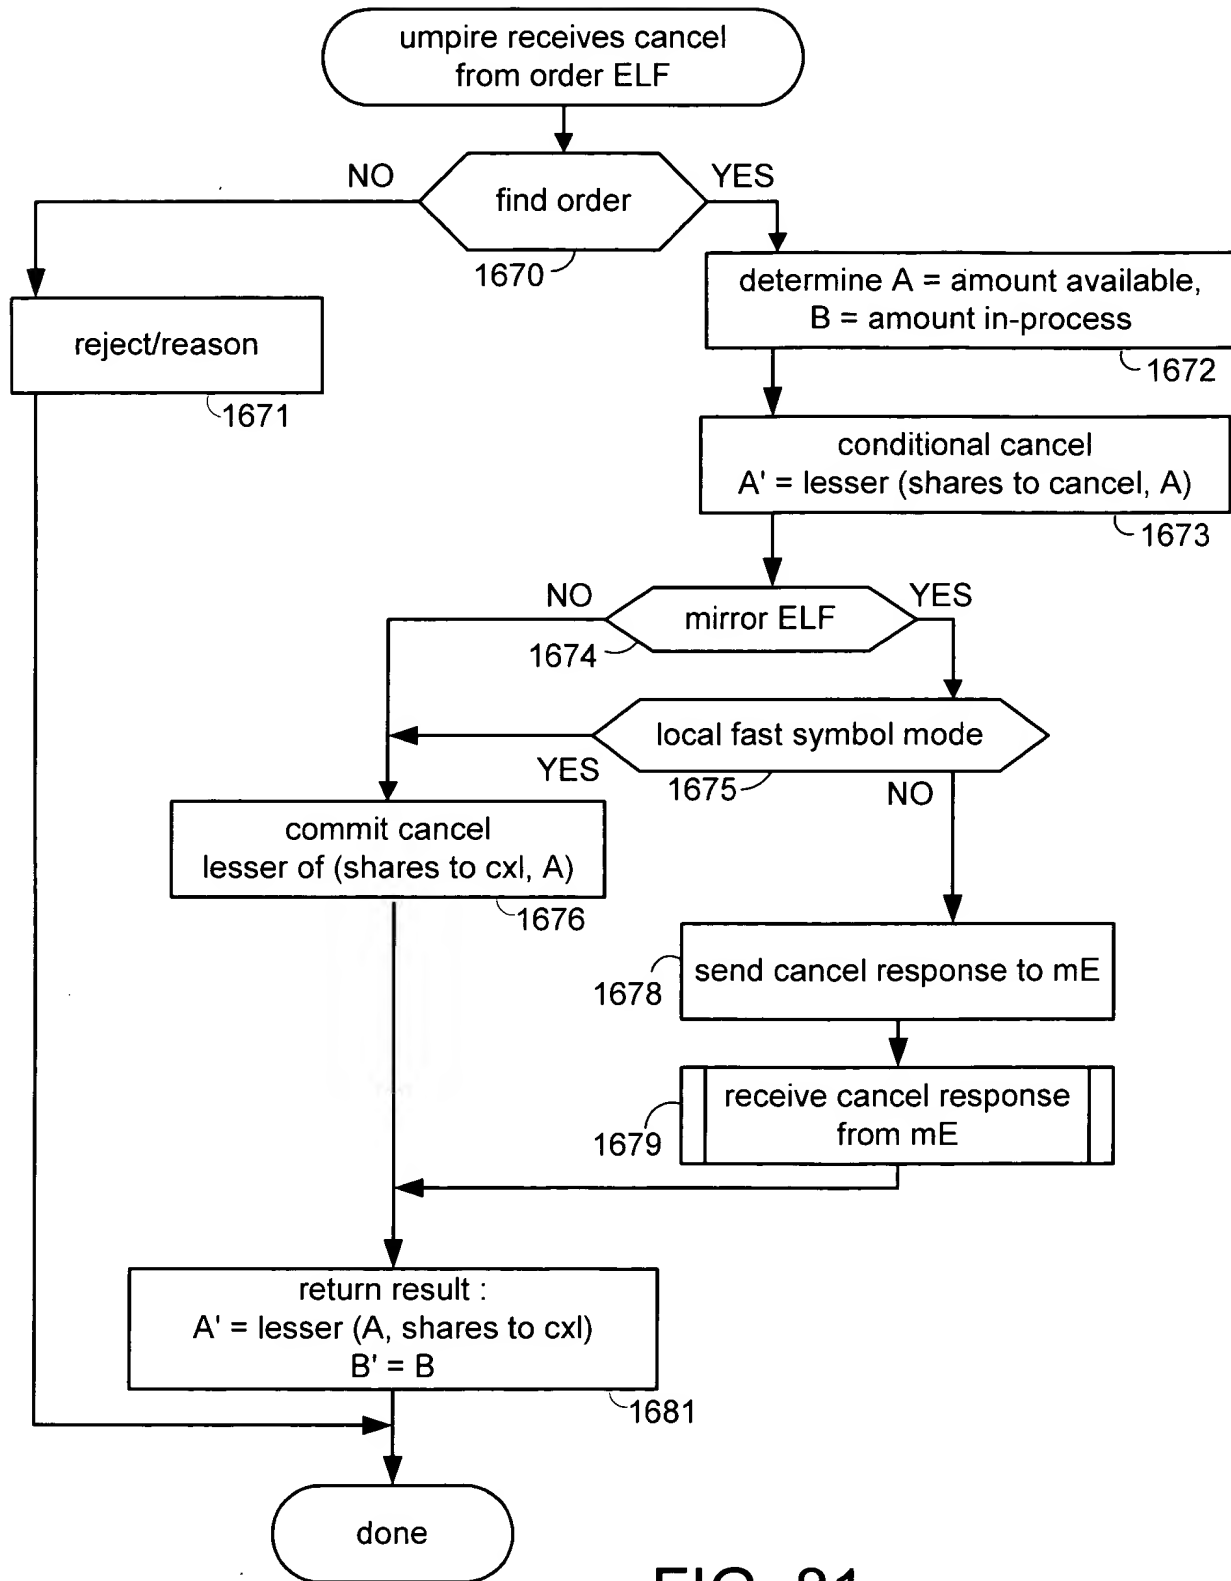 umpire receives cancel
from order ELF
NO
YES
find order
1670
determine A = amount available,
B = amount in-process
1672
reject/reason
1671
conditional cancel
A' = lesser (shares to cancel, A)
1673
NO
YES
mirror ELF
1674
local fast symbol mode
YES
1675
NO
commit cancel
lesser of (shares to cxl, A)
1676
send cancel response to mE
1678
receive cancel response
from mE
1679
return result :
A' = lesser (A, shares to cxl)
B' = B
1681
done
FIG. 81